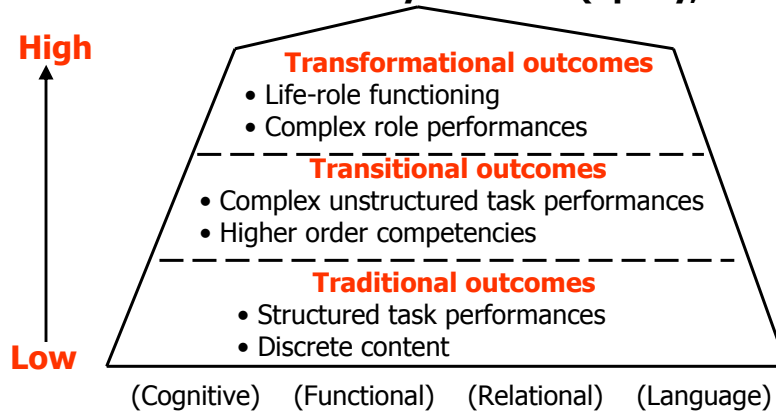 High
Transformational outcomes
• Life-role functioning
• Complex role performances
Transitional outcomes
• Complex unstructured task performances
• Higher order competencies
Traditional outcomes
• Structured task performances
• Discrete content
Low
(Cognitive) (Functional) (Relational) (Language)